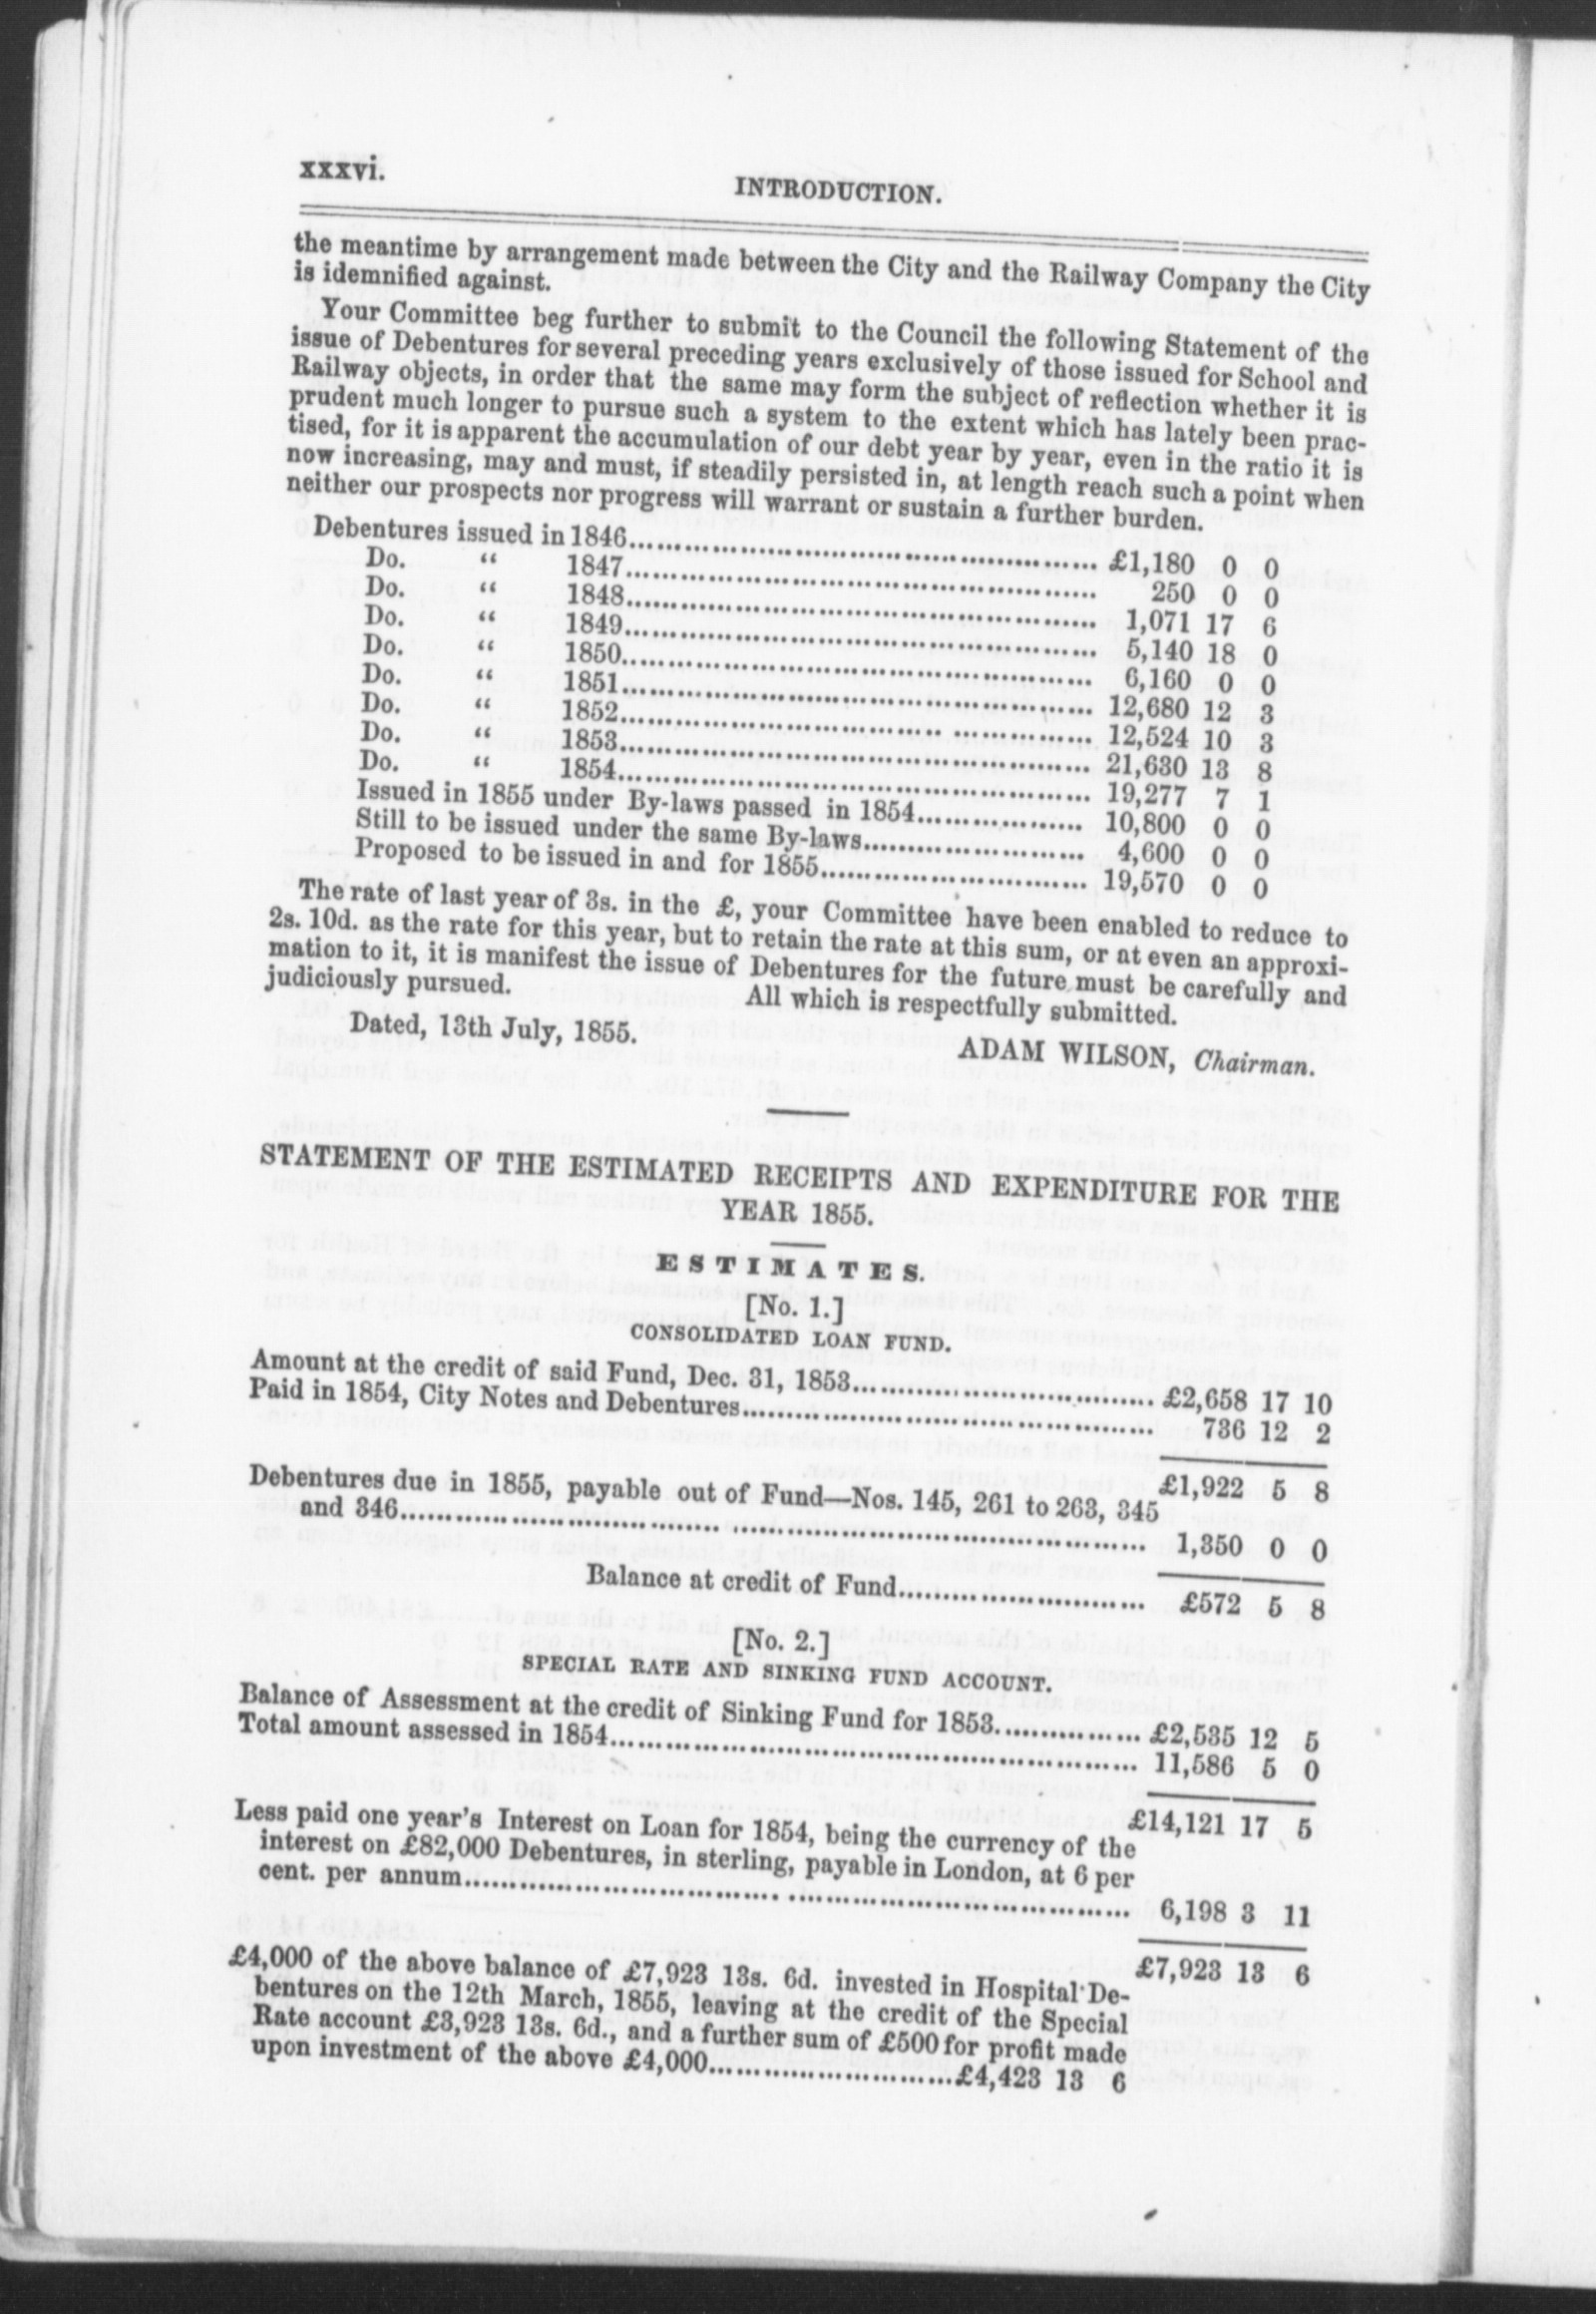 xxxvi.
INTRODUCTION.
the meantime by arrangement made between the City and the Railway Company the City
is idemnified against.
Your Committee beg further to submit to the Council the following Statement of the
issue of Debentures for several preceding years exclusively of those issued for School and
Railway objects, in order that the same may form the subject of reflection whether it is
prudent much longer to pursue such a system to the extent which has lately been prac-
tised, for it is apparent the accumulation of our debt year by year, even in the ratio it is
now increasing, may and must, if steadily persisted in, at length reach such a point when
neither our prospects nor progress will warrant or sustain a further burden.
Debentures issued in 1846........................ £1,180 0 0
Do. “ 1847........................ 250 0 0
Do. “ 1848........................ 1,071 17 6
Do. “ 1849........................ 5,140 18 0
Do. “ 1850........................ 6,160 0 0
Do. “ 1851........................ 12,680 12 3
Do. “ 1852........................ 12,524 10 3
Do. “ 1853........................ 21,630 13 8
Do. “ 1854........................ 19,277 7 1
Issued in 1855 under By-laws passed in 1854.................. 10,800 0 0
Still to be issued under the same By-laws........................ 4,600 0 0
Proposed to be issued in and for 1855........................ 19,570 0 0
The rate of last year of 3s. in the £, your Committee have been enabled to reduce to
2s. 10d. as the rate for this year, but to retain the rate at this sum, or at even an approxi-
mation to it, it is manifest the issue of Debentures for the future must be carefully and
judiciously pursued. All which is respectfully submitted.
Dated, 13th July, 1855.
ADAM WILSON, Chairman.
STATEMENT OF THE ESTIMATED RECEIPTS AND EXPENDITURE FOR THE
YEAR 1855.
ESTIMATES.
[No. 1.]
CONSOLIDATED LOAN FUND.
Amount at the credit of said Fund, Dec. 31, 1853........................ £2,658 17 10
Paid in 1854, City Notes and Debentures........................ 736 12 2
£1,922 5 8
Debentures due in 1855, payable out of Fund—Nos. 145, 261 to 263, 345
and 346........................ 1,350 0 0
Balance at credit of Fund........................ £572 5 8
[No. 2.]
SPECIAL RATE AND SINKING FUND ACCOUNT.
Balance of Assessment at the credit of Sinking Fund for 1853................ £2,535 12 5
Total amount assessed in 1854........................ 11,586 5 0
£14,121 17 5
Less paid one year’s Interest on Loan for 1854, being the currency of the
interest on £82,000 Debentures, in sterling, payable in London, at 6 per
cent. per annum........................ 6,198 3 11
£7,923 13 6
£4,000 of the above balance of £7,923 13s. 6d. invested in Hospital De-
bentures on the 12th March, 1855, leaving at the credit of the Special
Rate account £3,923 13s. 6d., and a further sum of £500 for profit made
upon investment of the above £4,000........................£4,423 13 6